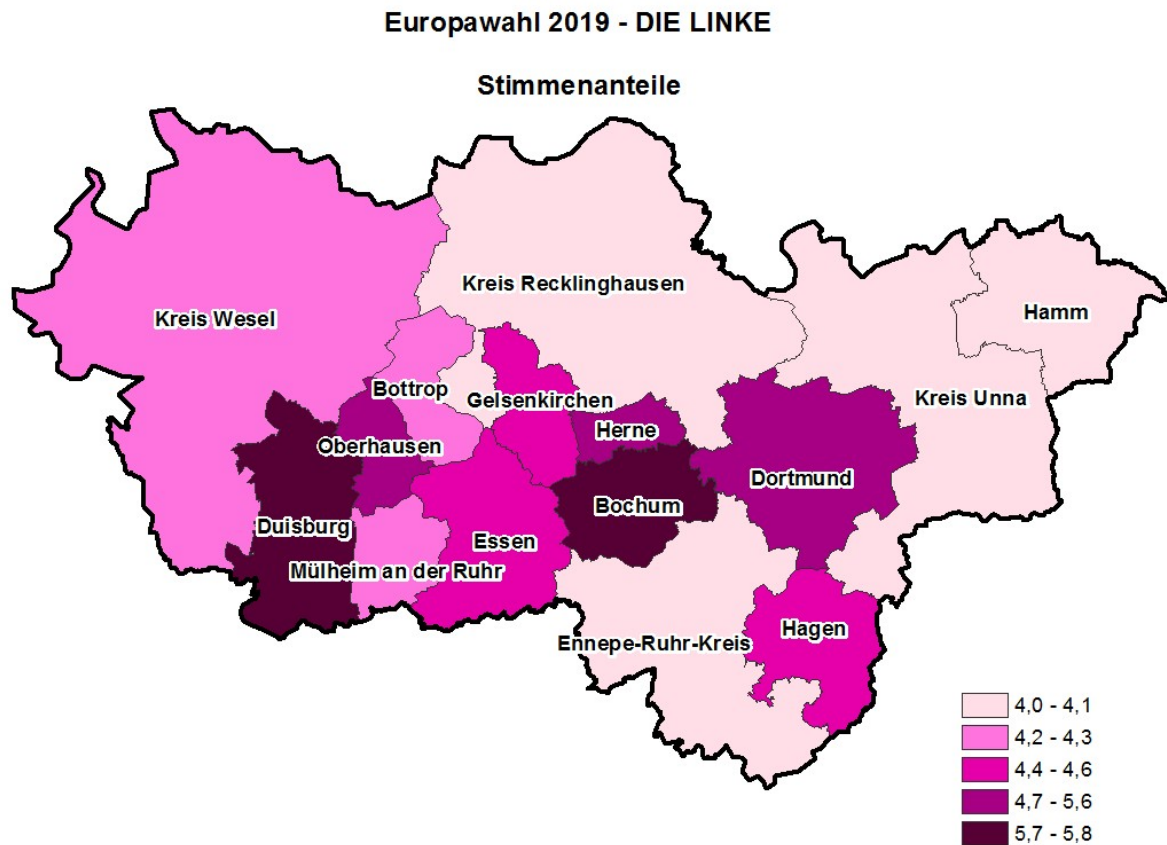 Europawahl 2019 - DIE LINKE
Stimmenanteile
Kreis Recklinghausen
Hamm
Kreis Wesel
Bottrop
Gelsenkirchen
Kreis Unna
Herne
Oberhausen
Dortmund
Bochum
Duisburg
Essen
Mülheim an der Ruhr
Hagen
Ennepe-Ruhr-Kreis
4,0 - 4,1
4,2 - 4,3
4,4 - 4,6
4,7 - 5,6
5,7 - 5,8